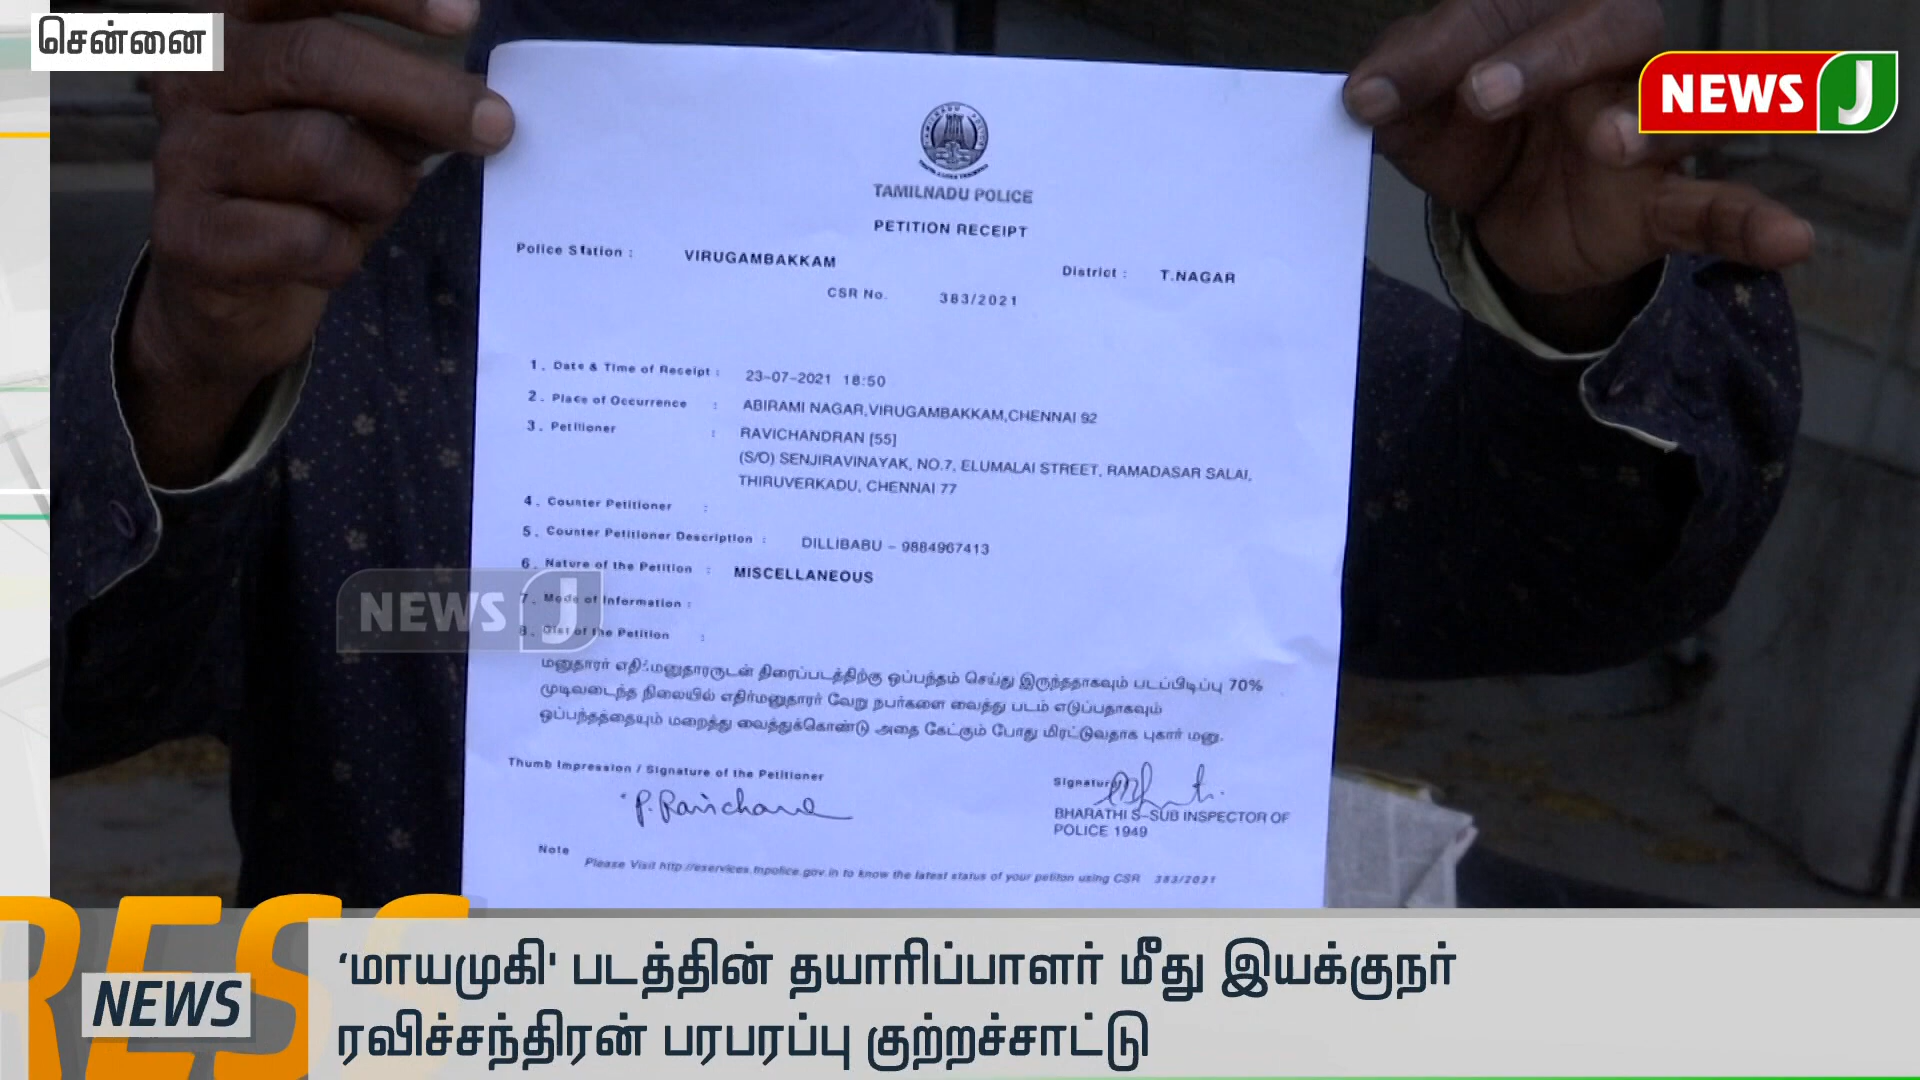 சென்னை
NEWS J
TAMILNADU POLICE
PETITION RECEIPT
Police Station : VIRUGAMBAKKAM District : T.NAGAR
CSR No. 383/2021
1. Date & Time of Receipt : 23-07-2021 18:50
2. Place of Occurrence : ABIRAMI NAGAR,VIRUGAMBAKKAM,CHENNAI 92
3. Petitioner : RAVICHANDRAN [55]
(S/O) SENJIRAVINAYAK, NO.7, ELUMALAI STREET, RAMADASAR SALAI,
THIRUVERKADU, CHENNAI 77
4. Counter Petitioner :
5. Counter Petitioner Description : DILLIBABU - 9884967413
6. Nature of the Petition : MISCELLANEOUS
7. Mode of Information :
8. Gist of the Petition :
NEWS J
மனுதாரர் எதிர்மனுதாரருடன் திரைப்படத்திற்கு ஒப்பந்தம் செய்து இருந்ததாகவும் படப்பிடிப்பு 70%
முடிவடைந்த நிலையில் எதிர்மனுதாரர் வேறு நபர்களை வைத்து படம் எடுப்பதாகவும்
ஒப்பந்தத்தையும் மறைத்து வைத்துக்கொண்டு அதை கேட்கும் போது மிரட்டுவதாக புகார் மனு.
Thumb Impression / Signature of the Petitioner Signature
P. Ravichand
BHARATHI S-SUB INSPECTOR OF
POLICE 1949
Note
Please Visit http://eservices.tnpolice.gov.in to know the latest status of your petiton using CSR 383/2021
RESS
NEWS
‘மாயமுகி' படத்தின் தயாரிப்பாளர் மீது இயக்குநர்
ரவிச்சந்திரன் பரபரப்பு குற்றச்சாட்டு